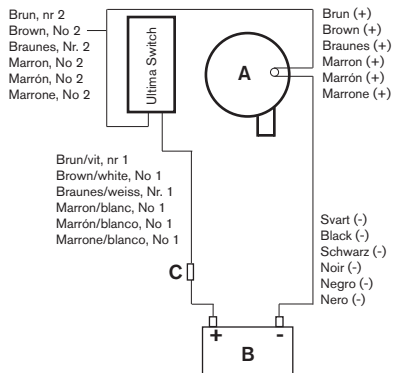 Brun, nr 2
Brown, No 2
Braunes, Nr. 2
Marron, No 2
Marrón, No 2
Marrone, No 2
Ultima Switch
A
Brun (+)
Brown (+)
Braunes (+)
Marron (+)
Marrón (+)
Marrone (+)
Brun/vit, nr 1
Brown/white, No 1
Braunes/weiss, Nr. 1
Marron/blanc, No 1
Marrón/blanco, No 1
Marrone/blanco, No 1
Svart (-)
Black (-)
Schwarz (-)
Noir (-)
Negro (-)
Nero (-)
C
+ -
B